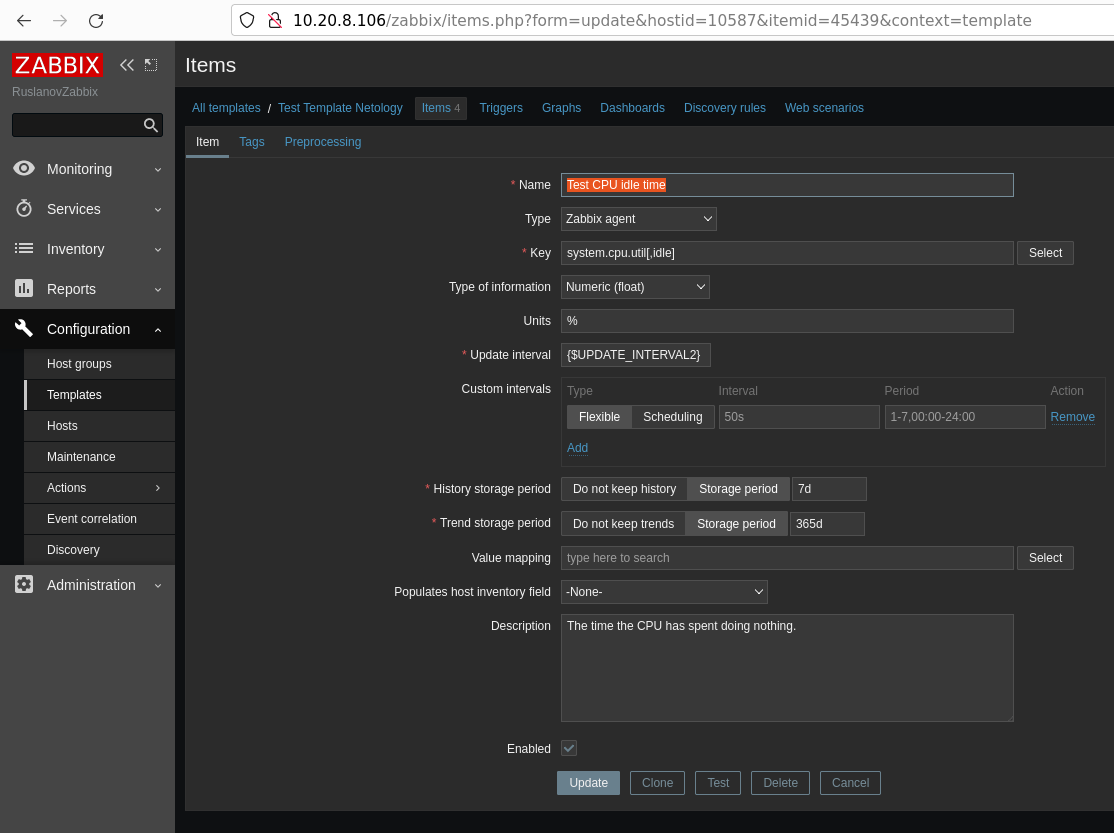 10.20.8.106/zabbix/items.php?form=update&hostid=10587&itemid=45439&context=template
ZABBIX
RuslanovZabbix
Monitoring
Services
Inventory
Reports
Configuration
Host groups
Templates
Hosts
Maintenance
Actions
Event correlation
Discovery
Administration
Items
All templates / Test Template Netology Items 4 Triggers Graphs Dashboards Discovery rules Web scenarios
Item Tags Preprocessing
* Name Test CPU idle time
Type Zabbix agent
* Key system.cpu.util[,idle] Select
Type of information Numeric (float)
Units %
* Update interval {$UPDATE_INTERVAL2}
Custom intervals Type Interval Period Action
Flexible Scheduling 50s 1-7,00:00-24:00 Remove
Add
* History storage period Do not keep history Storage period 7d
* Trend storage period Do not keep trends Storage period 365d
Value mapping type here to search Select
Populates host inventory field -None-
Description The time the CPU has spent doing nothing.
Enabled
Update Clone Test Delete Cancel